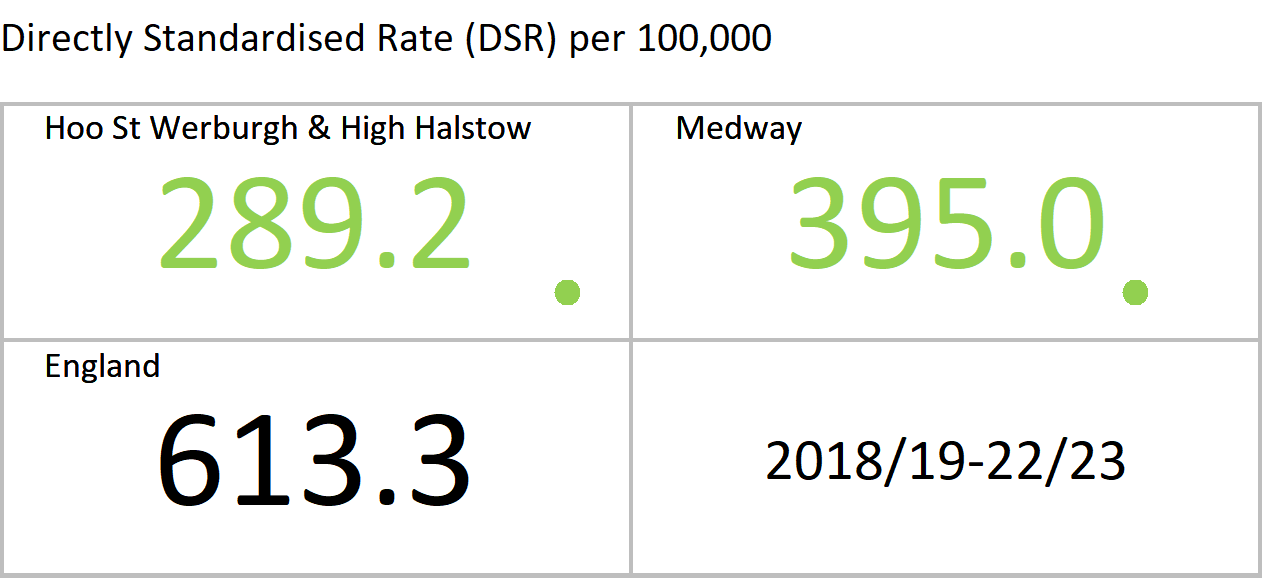 Directly Standardised Rate (DSR) per 100,000
Hoo St Werburgh & High Halstow
289.2
Medway
395.0
England
613.3
2018/19-22/23